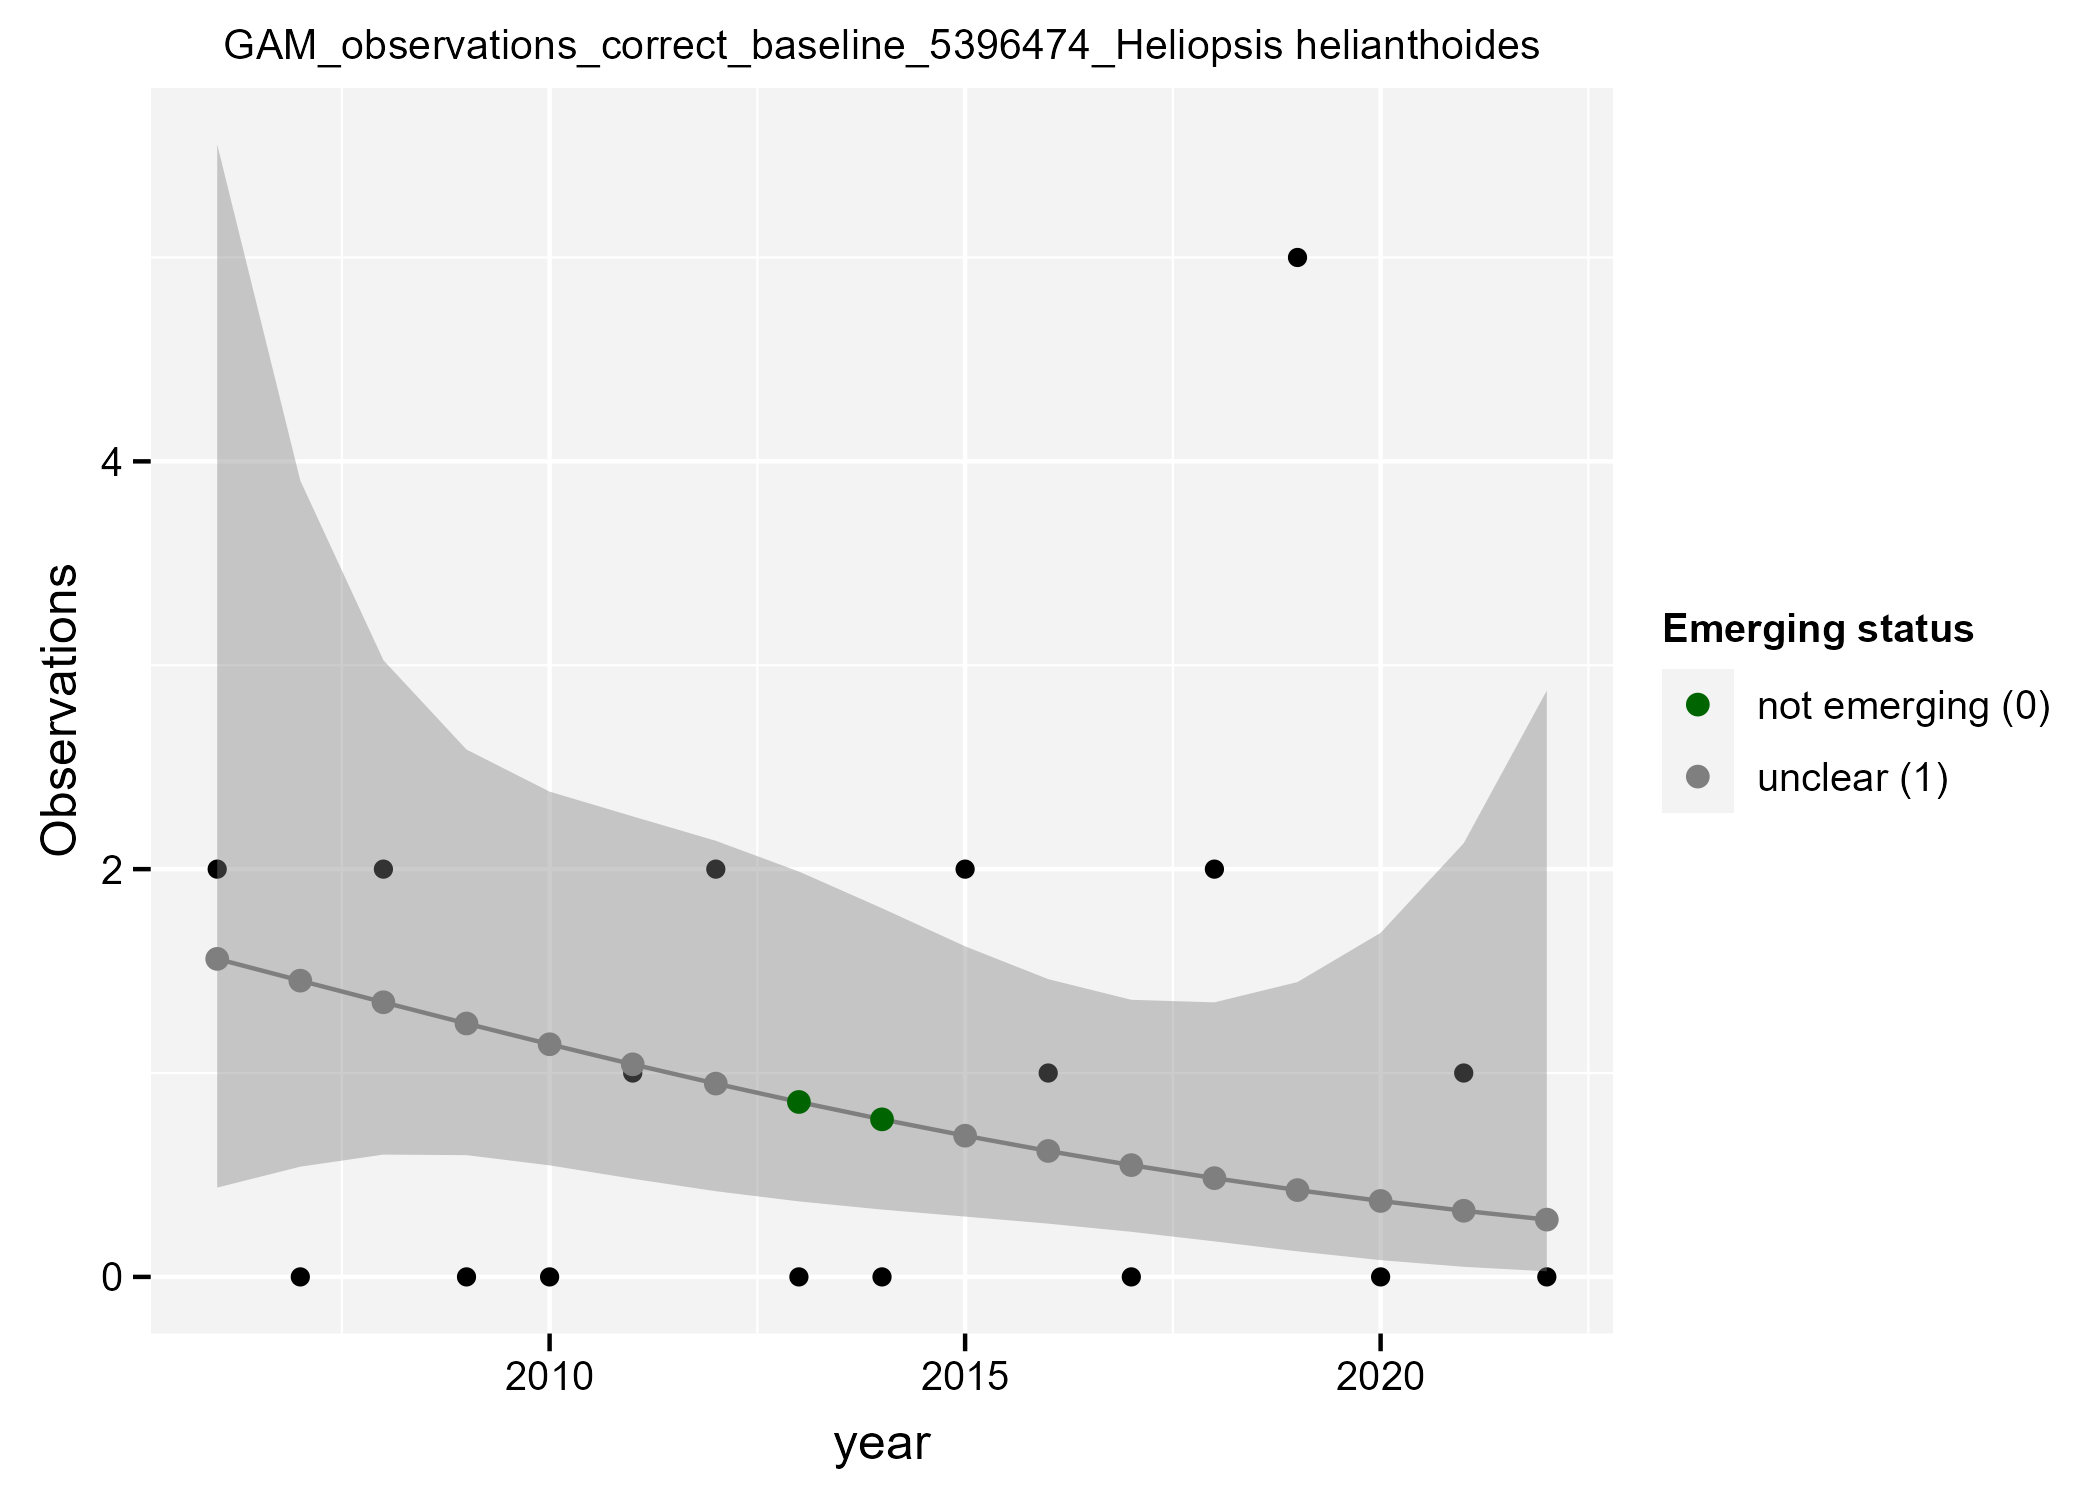 GAM_observations_correct_baseline_5396474_Heliopsis helianthoides
Observations
4
2
0
2010
2015
2020
year
Emerging status
not emerging (0)
unclear (1)